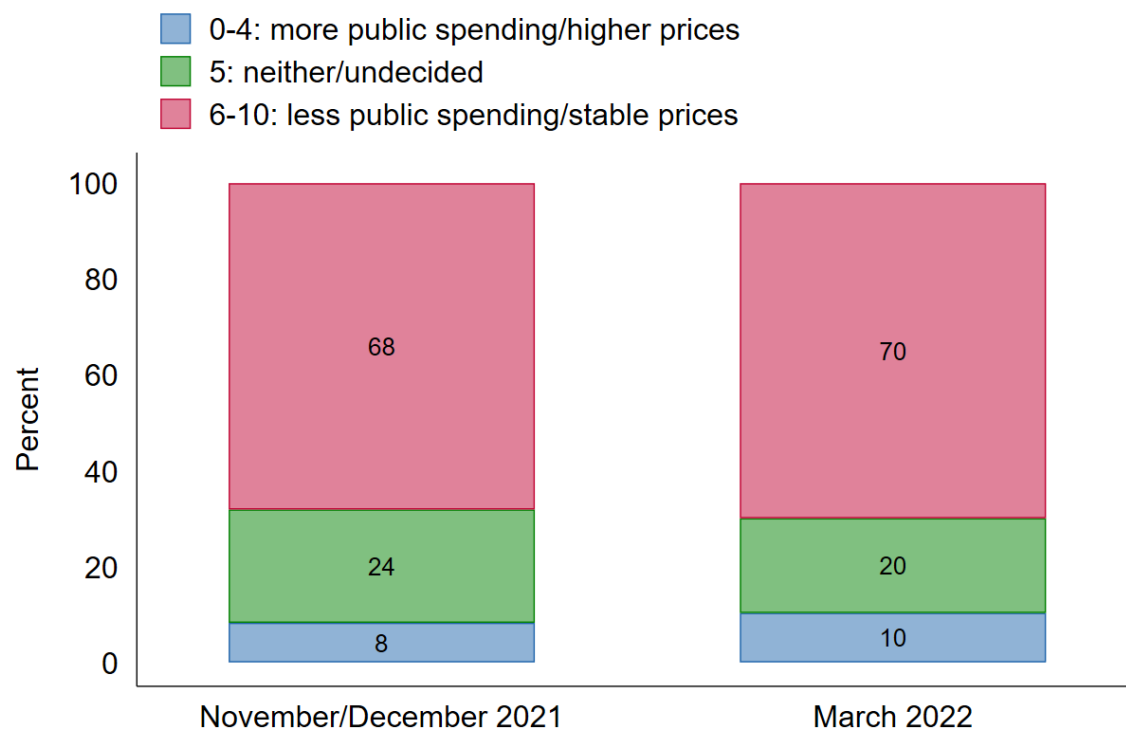 0-4: more public spending/higher prices
5: neither/undecided
6-10: less public spending/stable prices
Percent
100
80
60
40
20
0
68
24
8
70
20
10
November/December 2021
March 2022